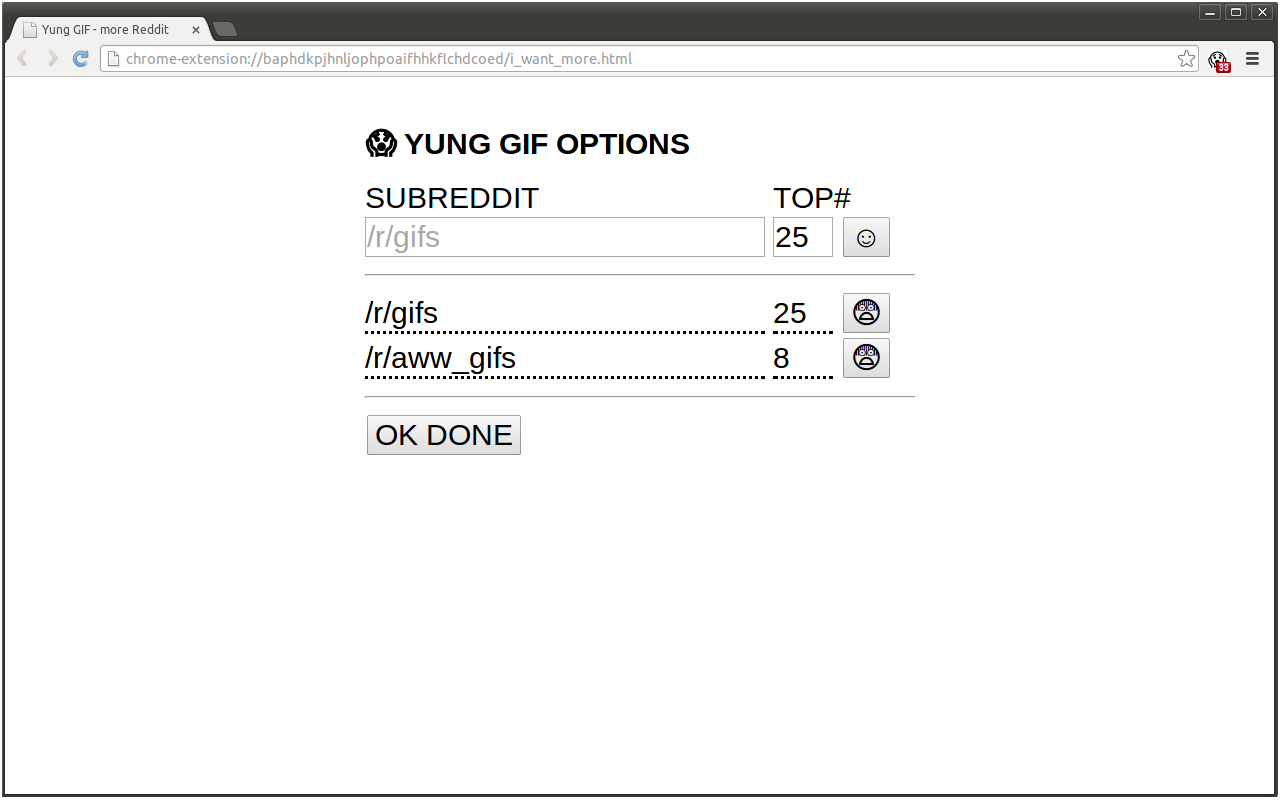 Yung GIF - more Reddit
chrome-extension://baphdkpjhnljophpoaifhhkflchdcoed/i_want_more.html
33
😱 YUNG GIF OPTIONS
SUBREDDIT TOP#
/r/gifs 25 ☺
/r/gifs 25 😨
/r/aww_gifs 8 😨
OK DONE